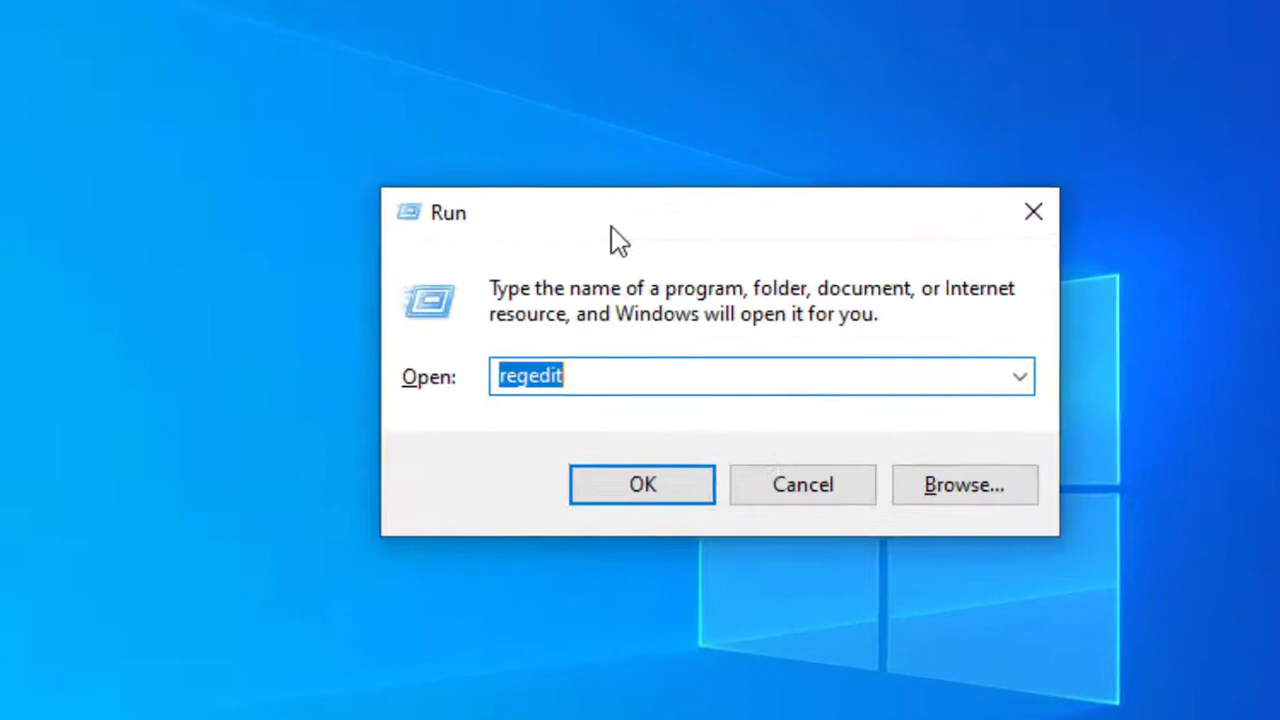 Run
Type the name of a program, folder, document, or Internet
resource, and Windows will open it for you.
Open: regedit
OK Cancel Browse...